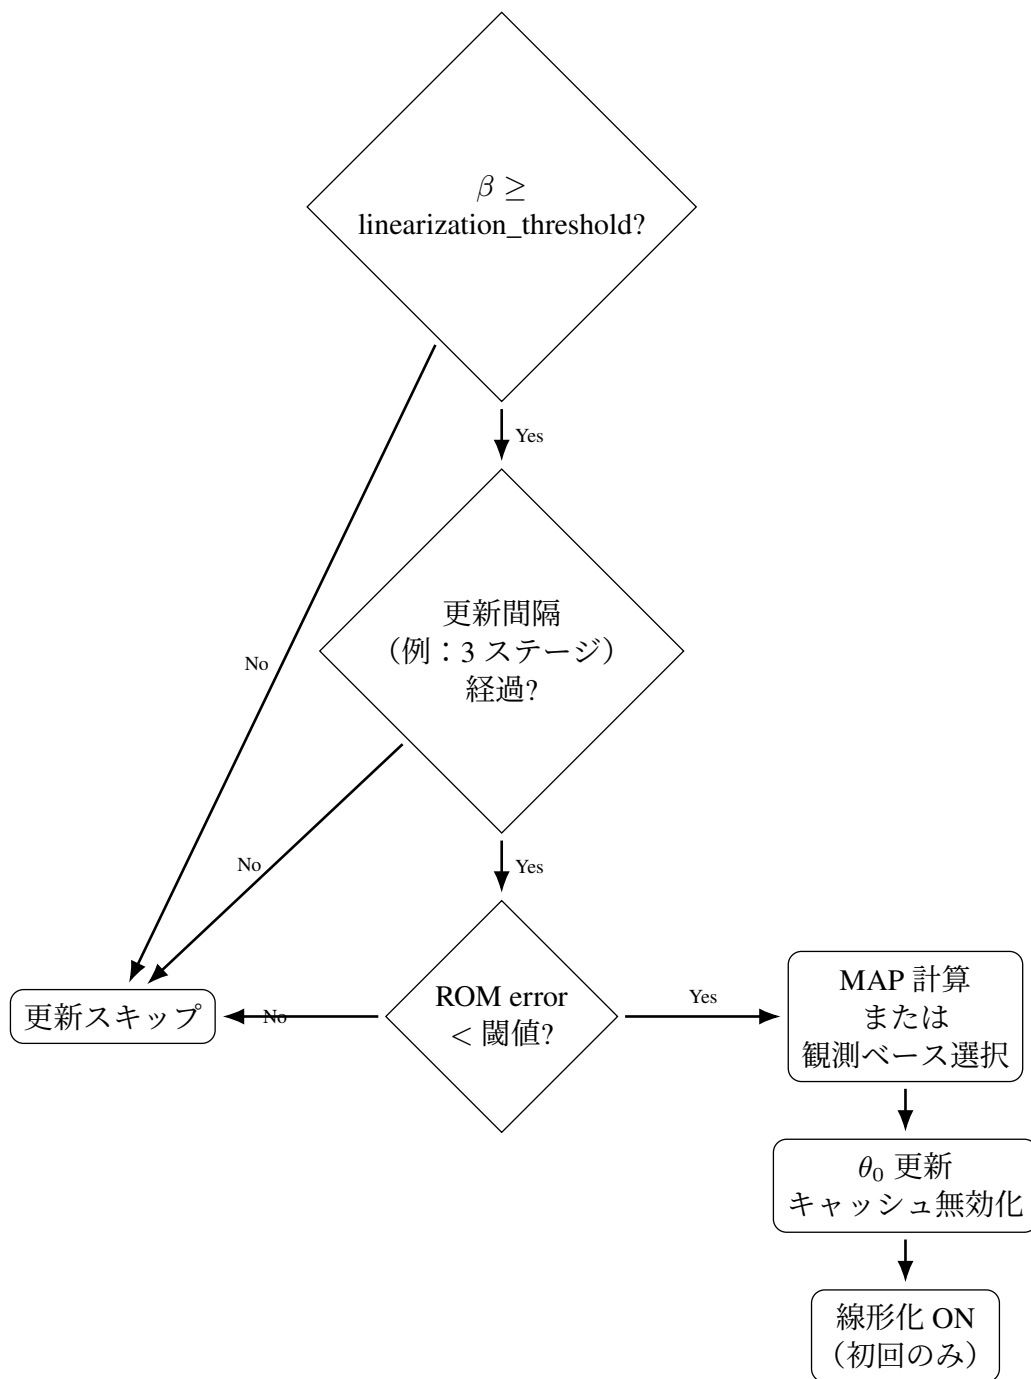 β ≥
linearization_threshold?
Yes
No
更新間隔
（例：3 ステージ）
経過?
No
Yes
更新スキップ
No
ROM error
< 閾値?
Yes
MAP 計算
または
観測ベース選択
θ₀ 更新
キャッシュ無効化
線形化 ON
（初回のみ）